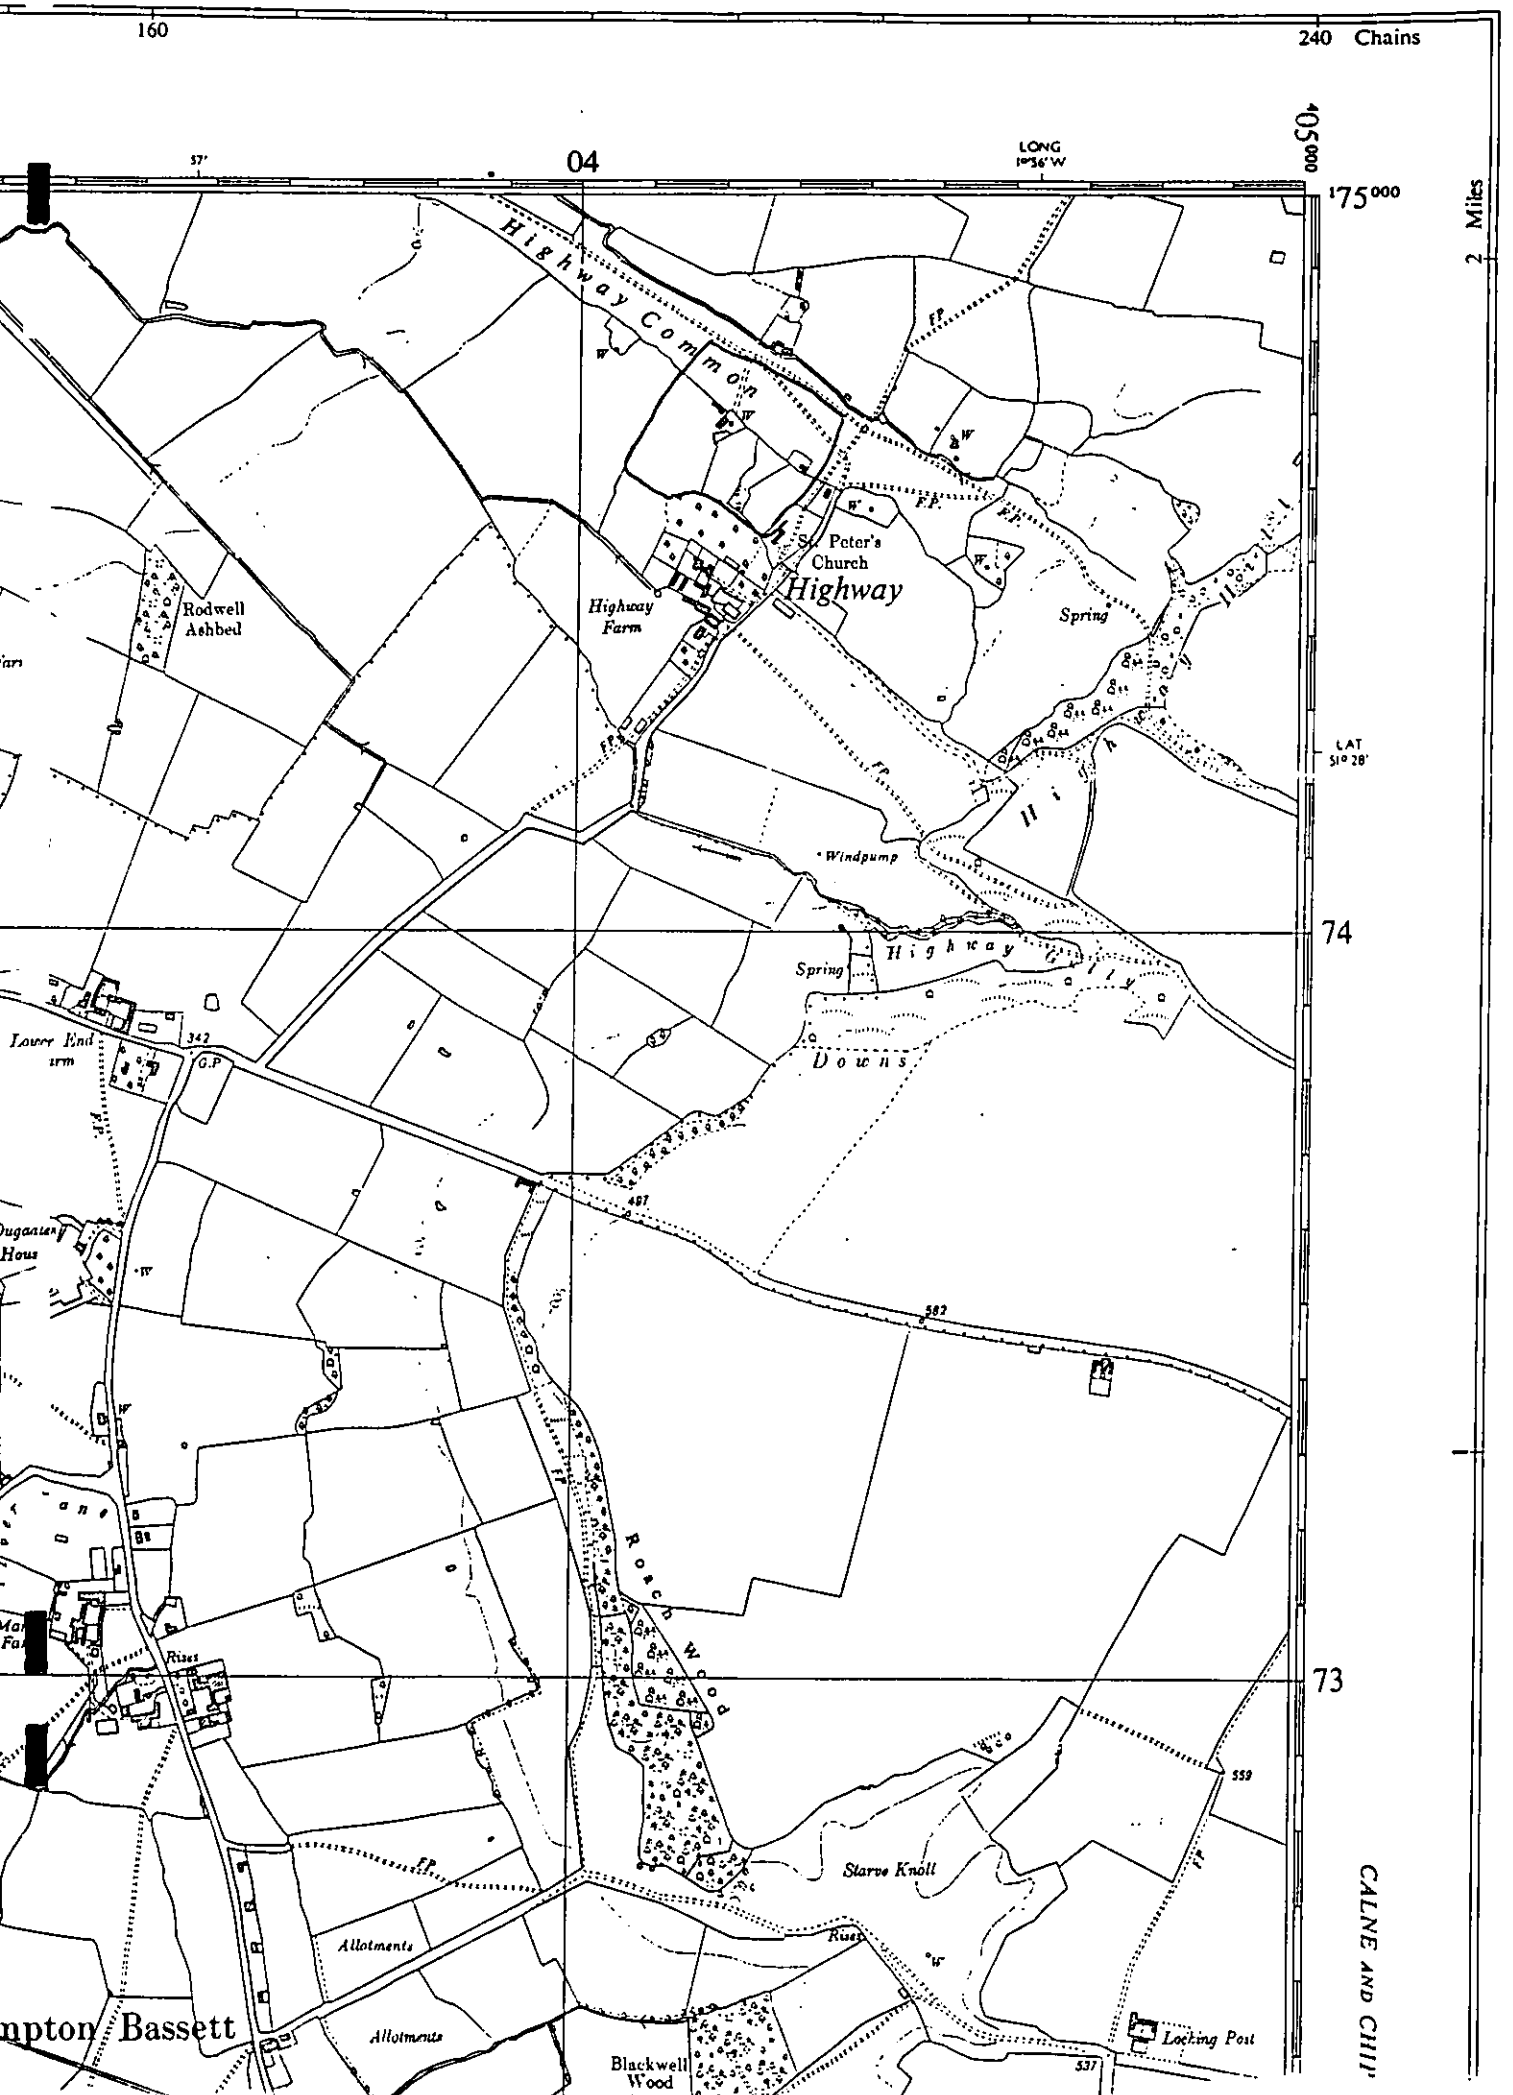 160
240 Chains
57'
04
LONG
1°56' W
405000
175000
2 Miles
Highway Common
W
FP
W
W
F.P.
F.P.
W
St. Peter's
Church
Highway
W
Rodwell
Ashbed
Highway
Farm
Spring
F.P.
FP
LAT
51° 28'
Windpump
74
Highway Gully
Spring
Lower End
342
G.P
Downs
F.P.
497
W
582
W
FP
Roach Wood
Rises
73
559
FP
FP
Starve Knoll
Allotments
Rises
W
CALNE AND CHIP
mpton Bassett
Allotments
Locking Post
Blackwell
Wood
537